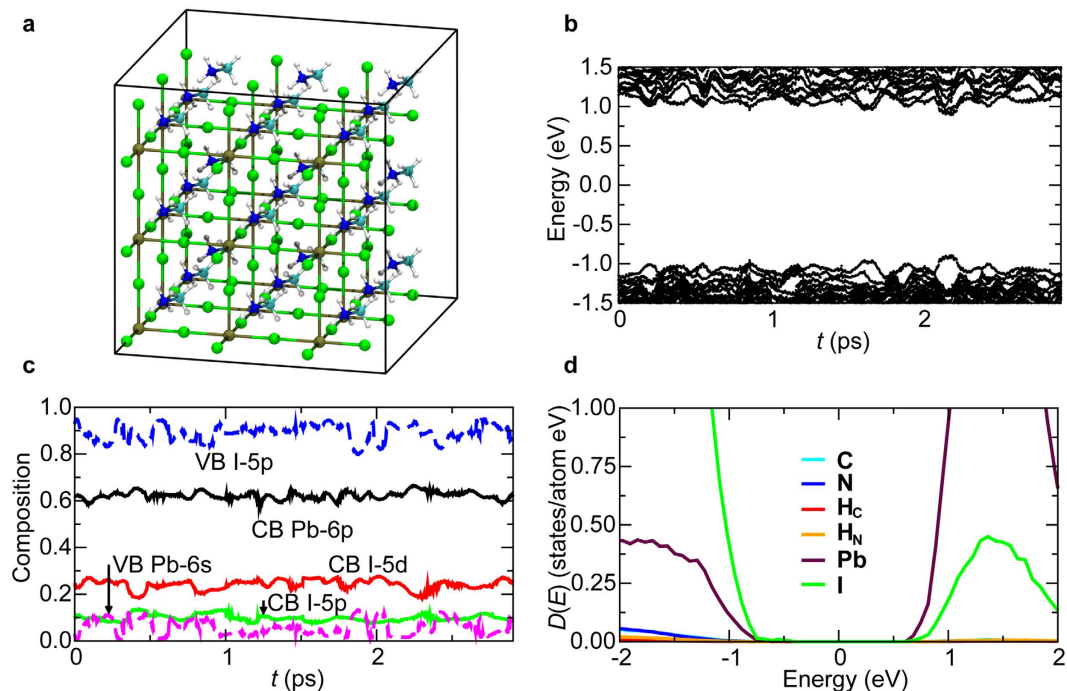 a
b
1.5
1.0
0.5
0.0
-0.5
-1.0
-1.5
Energy (eV)
0
1
2
t (ps)
c
1.0
0.8
0.6
0.4
0.2
0.0
Composition
VB I-5p
CB Pb-6p
VB Pb-6s
CB I-5d
CB I-5p
0
1
2
t (ps)
d
1.00
0.75
0.50
0.25
0.00
D(E) (states/atom eV)
C
N
H_C
H_N
Pb
I
-2
-1
0
1
2
Energy (eV)